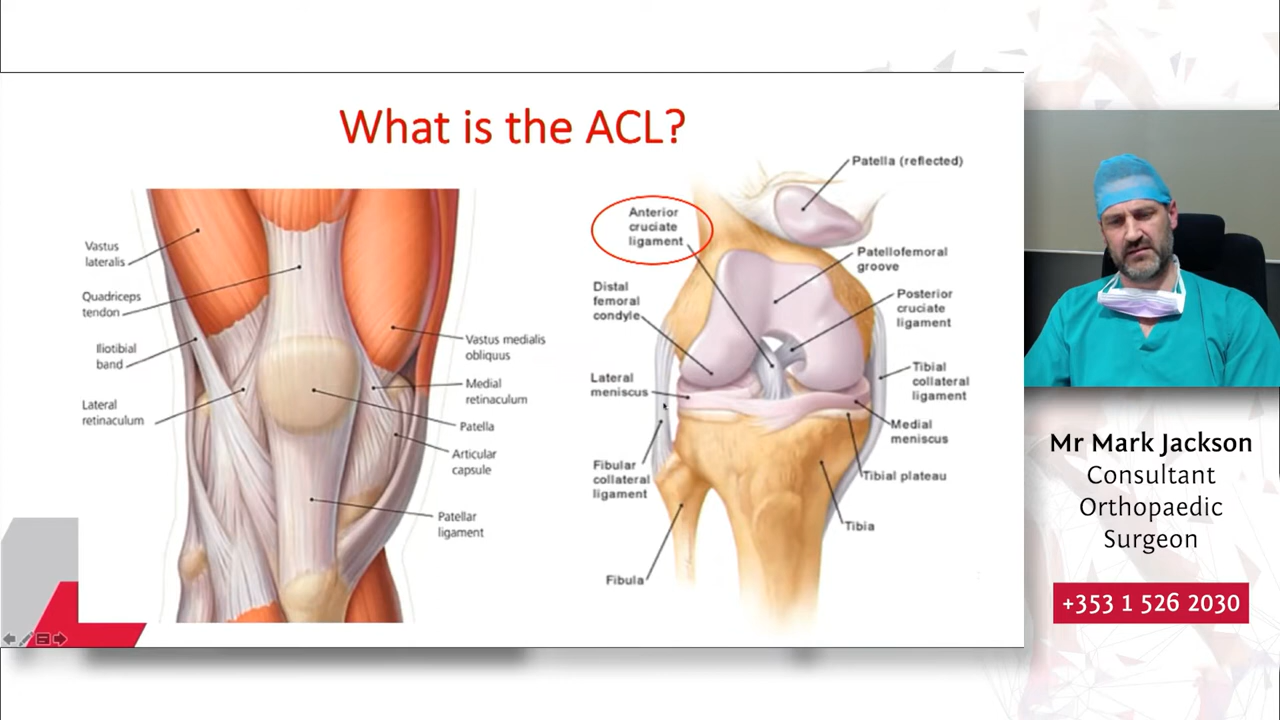 What is the ACL?
Vastus
lateralis
Quadriceps
tendon
Iliotibial
band
Lateral
retinaculum
Vastus medialis
obliquus
Medial
retinaculum
Patella
Articular
capsule
Patellar
ligament
Patella (reflected)
Anterior
cruciate
ligament
Patellofemoral
groove
Distal
femoral
condyle
Posterior
cruciate
ligament
Lateral
meniscus
Tibial
collateral
ligament
Medial
meniscus
Fibular
collateral
ligament
Tibial plateau
Tibia
Fibula
Mr Mark Jackson
Consultant
Orthopaedic
Surgeon
+353 1 526 2030